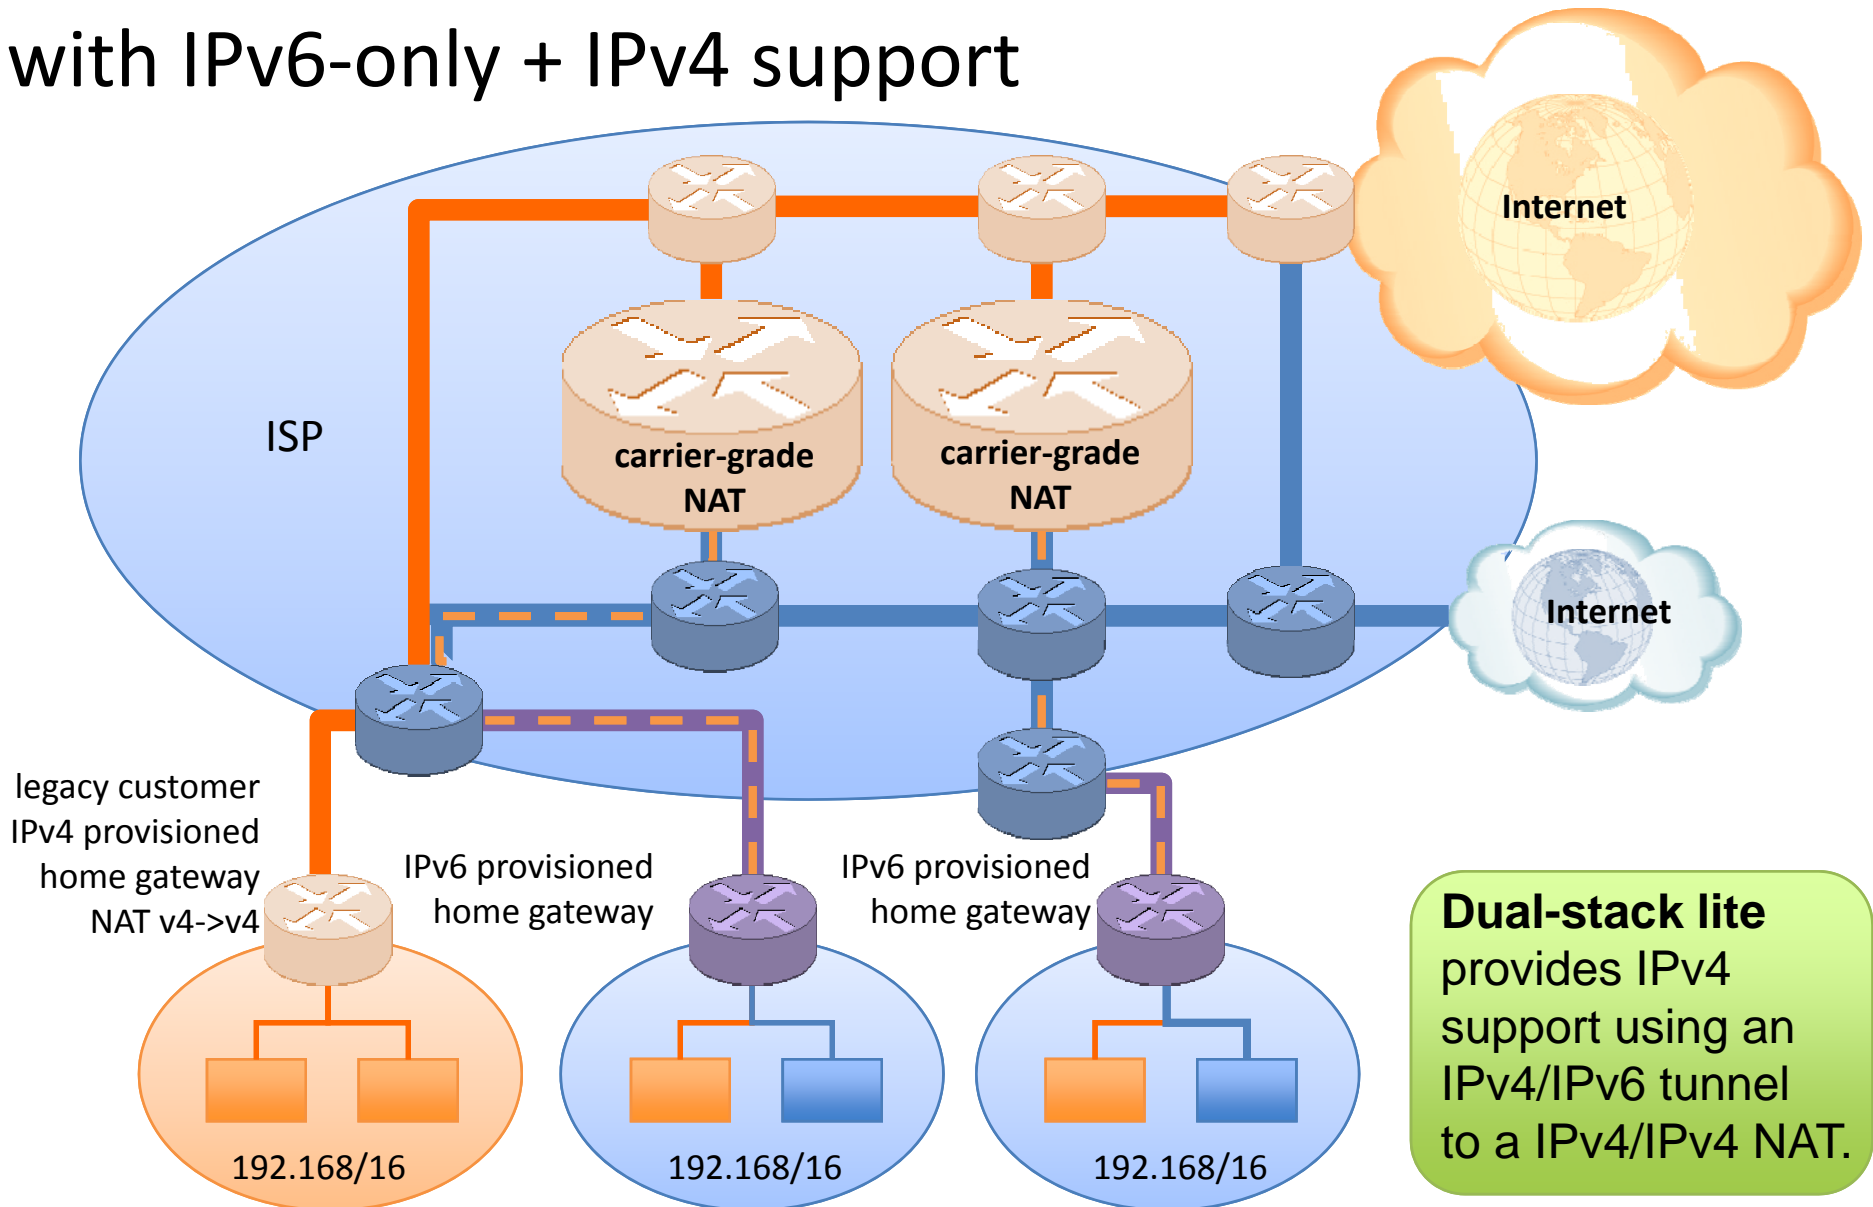 with IPv6-only + IPv4 support
Internet
ISP
carrier-grade
NAT
carrier-grade
NAT
Internet
legacy customer
IPv4 provisioned
home gateway
NAT v4->v4
IPv6 provisioned
home gateway
IPv6 provisioned
home gateway
192.168/16
192.168/16
192.168/16
Dual-stack lite
provides IPv4
support using an
IPv4/IPv6 tunnel
to a IPv4/IPv4 NAT.